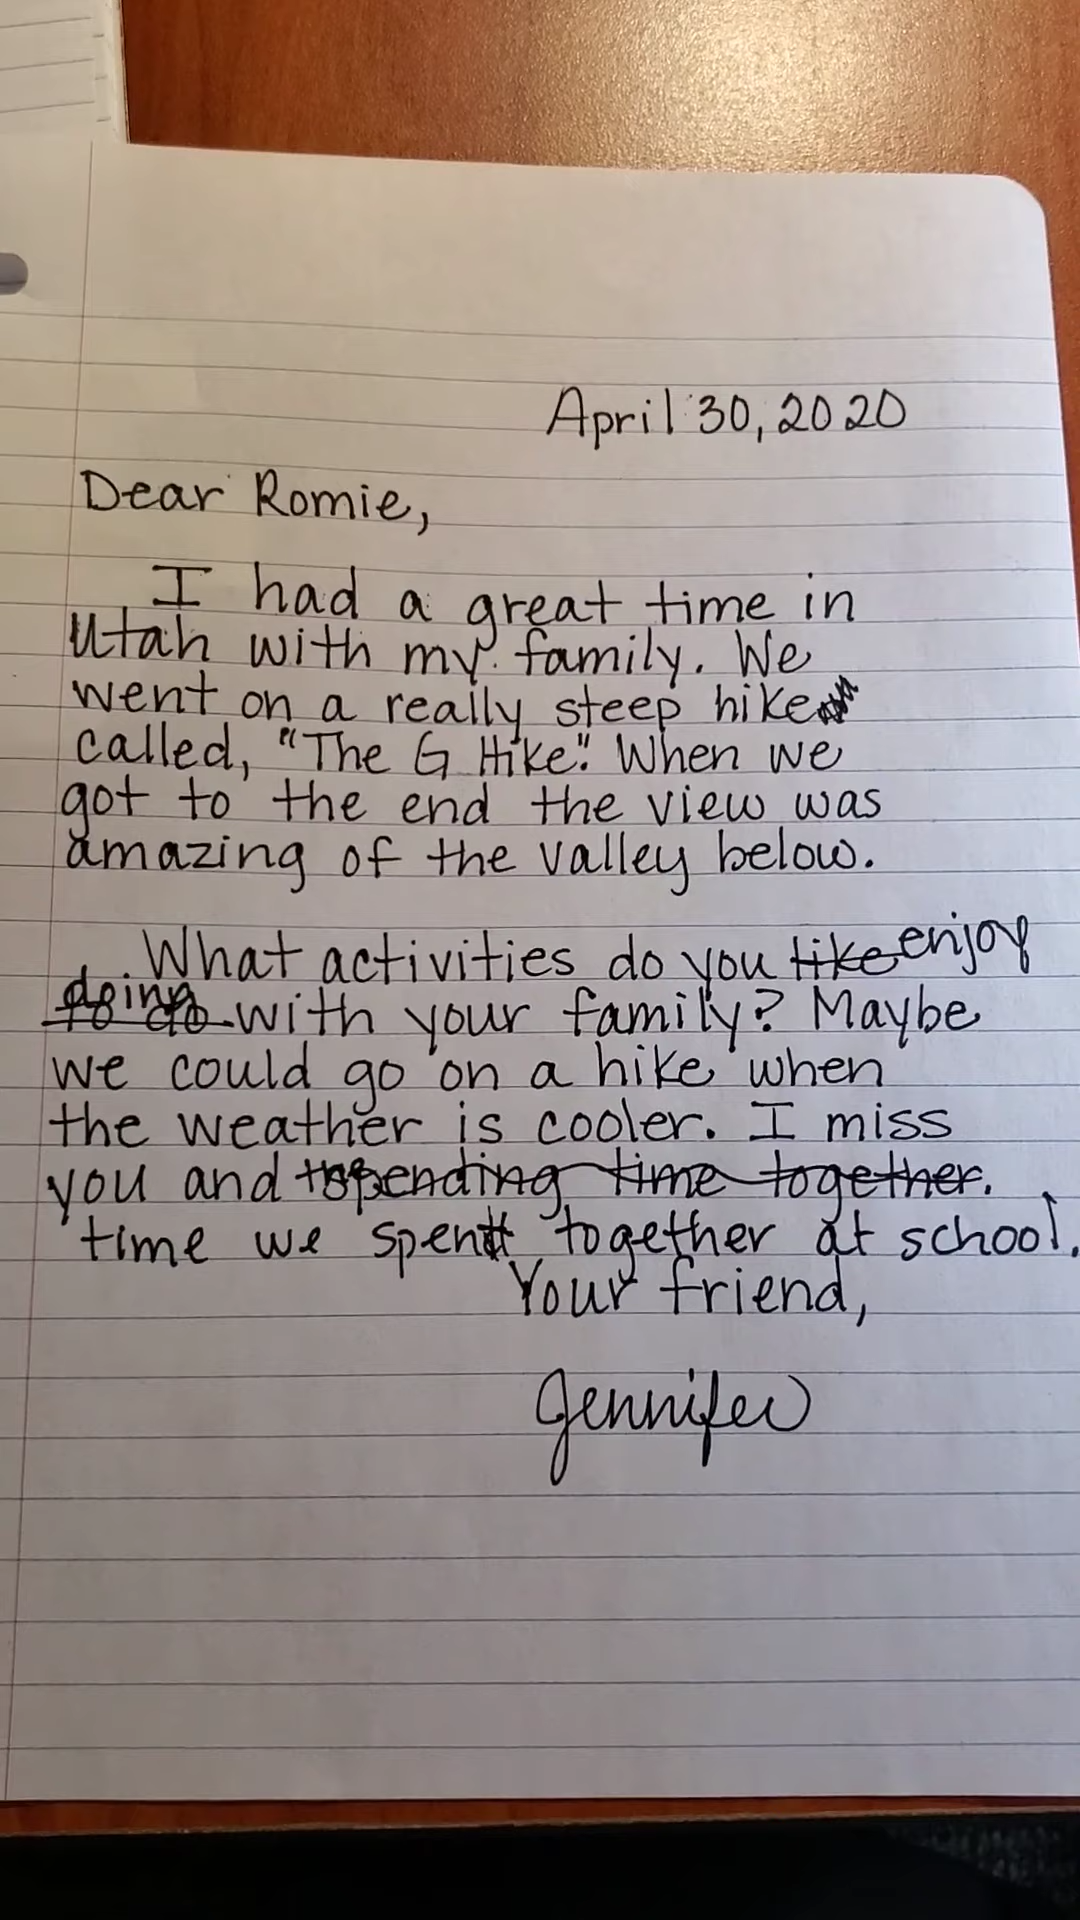 April 30, 2020
Dear Romie,
I had a great time in
Utah with my family. We
went on a really steep hike
called, "The G Hike." When we
got to the end the view was
amazing of the valley below.
What activities do you like enjoy
doing
to do with your family? Maybe
we could go on a hike when
the weather is cooler. I miss
you and spending time together.
time we spent together at school.
Your friend,
Jennifer